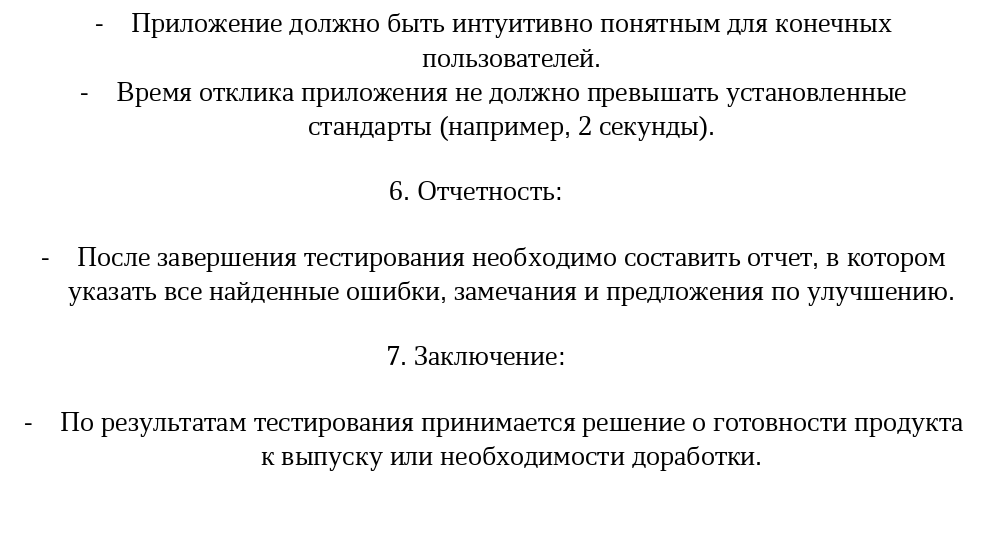 - Приложение должно быть интуитивно понятным для конечных
пользователей.
- Время отклика приложения не должно превышать установленные
стандарты (например, 2 секунды).
6. Отчетность:
- После завершения тестирования необходимо составить отчет, в котором
указать все найденные ошибки, замечания и предложения по улучшению.
7. Заключение:
- По результатам тестирования принимается решение о готовности продукта
к выпуску или необходимости доработки.